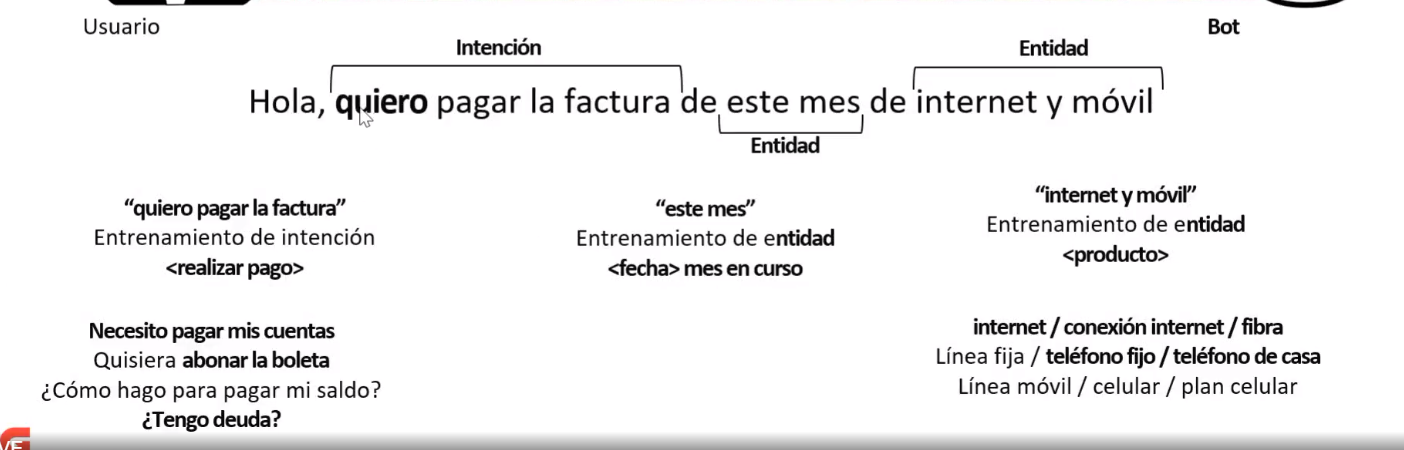 Usuario
Bot
Intención
Entidad
Hola, quiero pagar la factura de este mes de internet y móvil
Entidad
“quiero pagar la factura”
Entrenamiento de intención
<realizar pago>
“este mes”
Entrenamiento de entidad
<fecha> mes en curso
“internet y móvil”
Entrenamiento de entidad
<producto>
Necesito pagar mis cuentas
Quisiera abonar la boleta
¿Cómo hago para pagar mi saldo?
¿Tengo deuda?
internet / conexión internet / fibra
Línea fija / teléfono fijo / teléfono de casa
Línea móvil / celular / plan celular